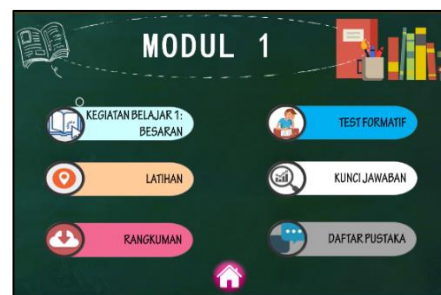 MODUL 1
KEGIATAN BELAJAR 1:
BESARAN
LATIHAN
RANGKUMAN
TEST FORMATIF
KUNCI JAWABAN
DAFTAR PUSTAKA